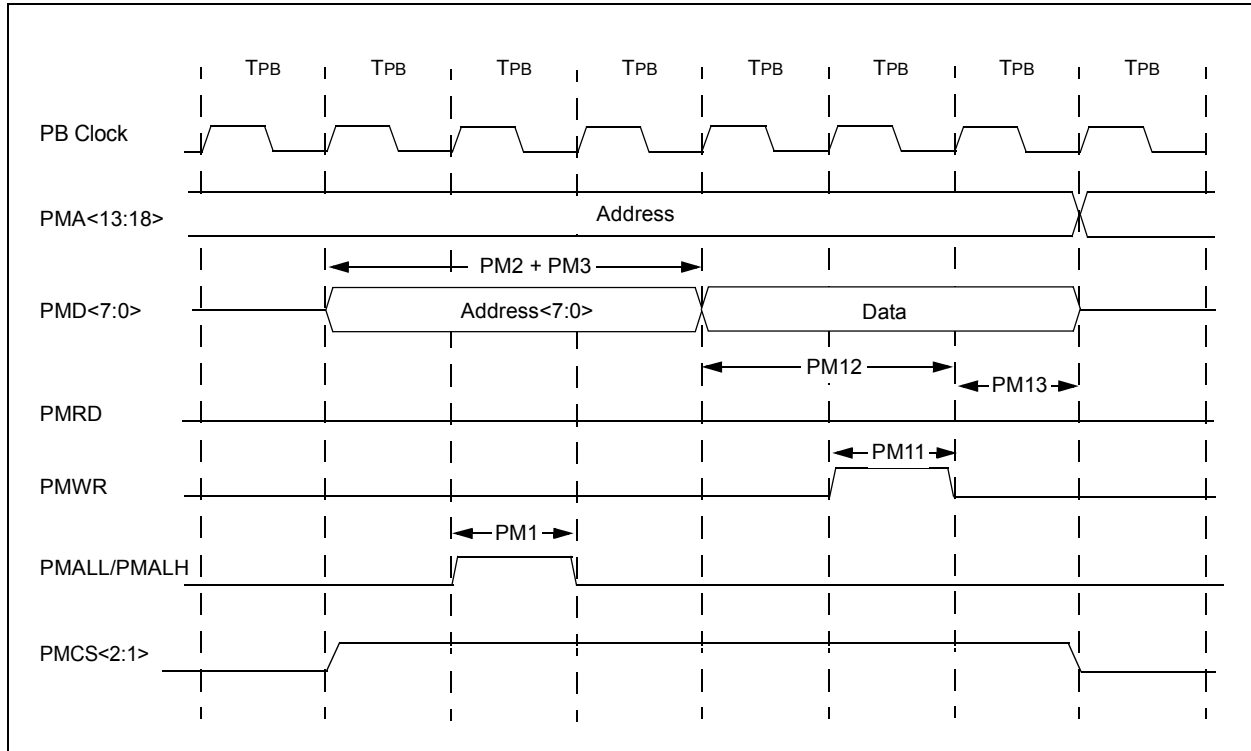 TPB TPB TPB TPB TPB TPB TPB TPB
PB Clock
PMA<13:18>
Address
PM2 + PM3
PMD<7:0>
Address<7:0>
Data
PM12
PM13
PMRD
PM11
PMWR
PM1
PMALL/PMALH
PMCS<2:1>